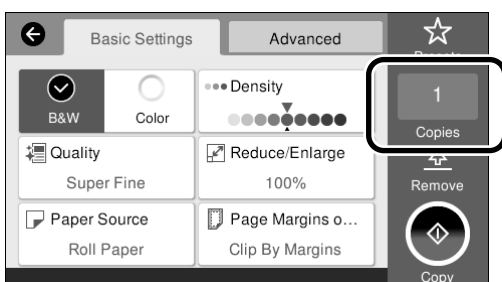 Basic Settings
Advanced
B&W
Color
Density
Quality
Super Fine
Reduce/Enlarge
100%
Paper Source
Roll Paper
Page Margins o...
Clip By Margins
1
Copies
Remove
Copy